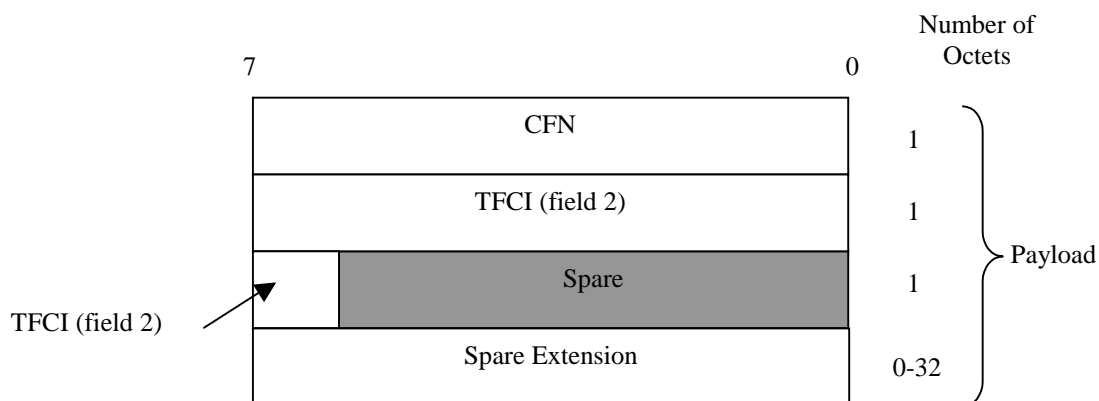 Number of
Octets
7 0
CFN 1
TFCI (field 2) 1
Spare 1
Payload
TFCI (field 2)
Spare Extension 0-32